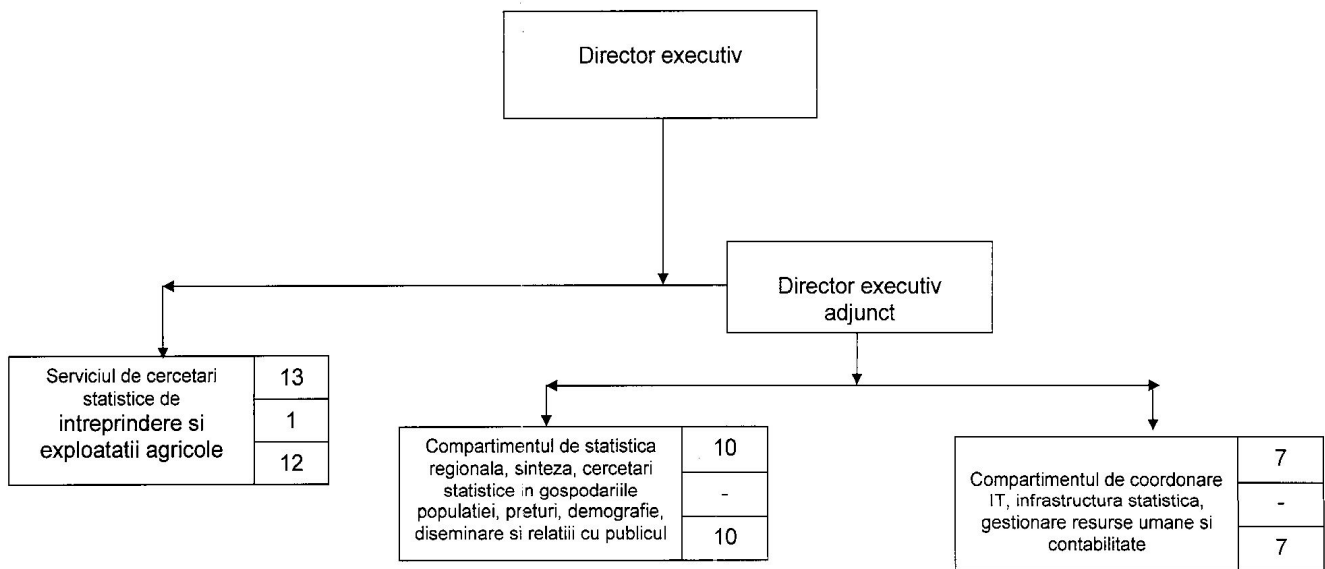 Director executiv
Director executiv
adjunct
Serviciul de cercetari
statistice de
intreprindere si
exploatatii agricole
13
1
12
Compartimentul de statistica
regionala, sinteza, cercetari
statistice in gospodariile
populatiei, preturi, demografie,
diseminare si relatiii cu publicul
10
-
10
Compartimentul de coordonare
IT, infrastructura statistica,
gestionare resurse umane si
contabilitate
7
-
7